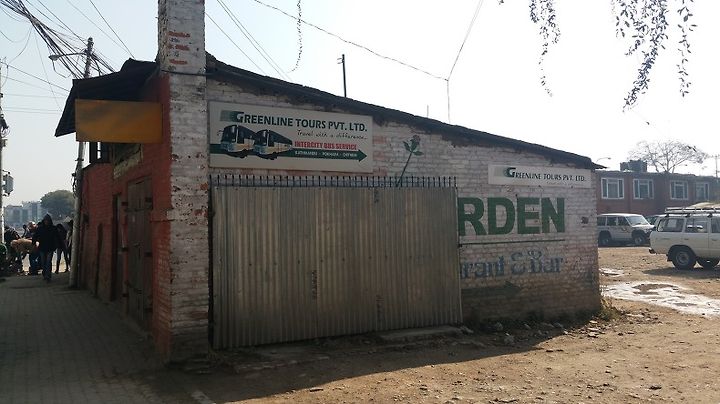 GREENLINE TOURS PVT. LTD.
Travel with a difference...
INTERCITY BUS SERVICE
KATHMANDU - POKHARA - CHITWAN
GREENLINE TOURS PVT. LTD.
RDEN
urant & Bar